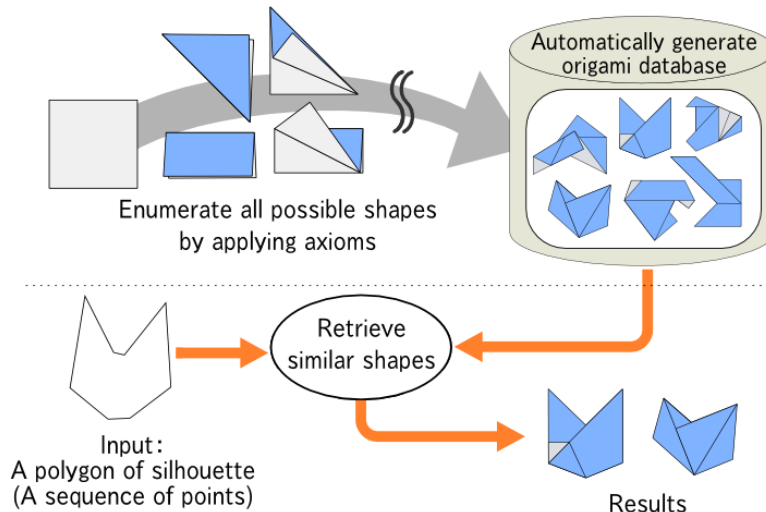 Automatically generate
origami database
Enumerate all possible shapes
by applying axioms
Retrieve
similar shapes
Input:
A polygon of silhouette
(A sequence of points)
Results